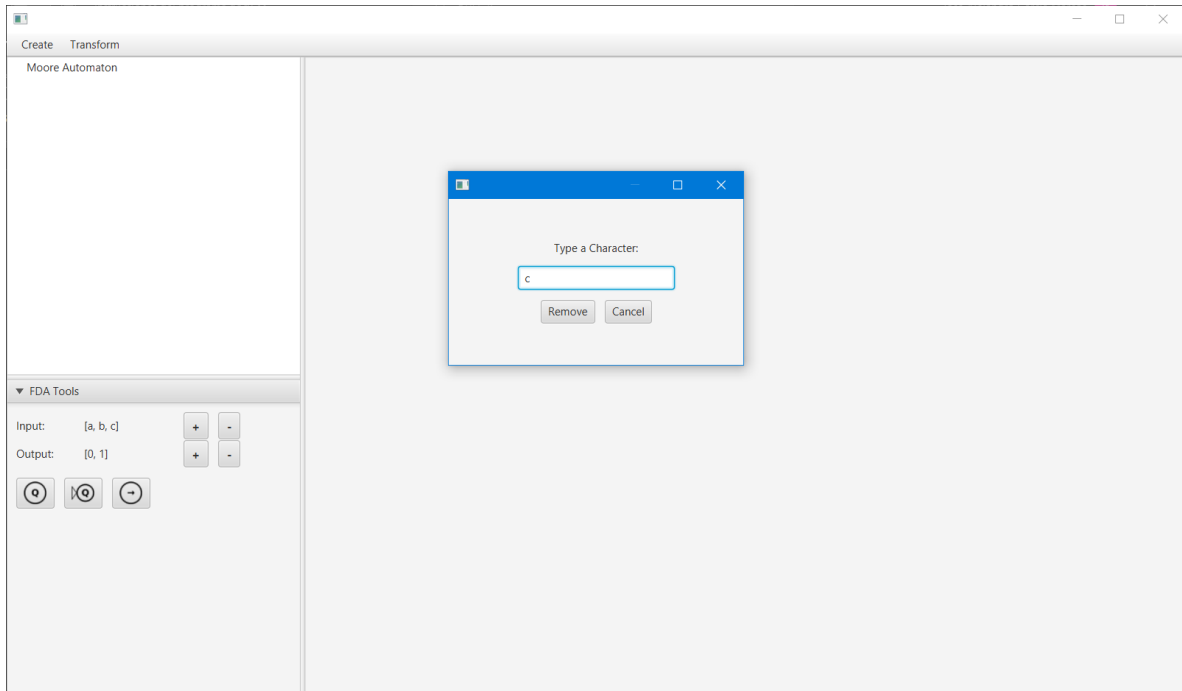 Create Transform
Moore Automaton
Type a Character:
c
Remove Cancel
▼ FDA Tools
Input: [a, b, c] + -
Output: [0, 1] + -
Q Q →